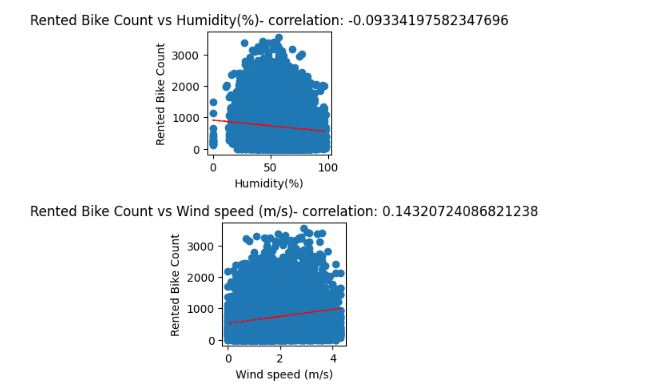 Rented Bike Count vs Humidity(%)- correlation: -0.09334197582347696
Rented Bike Count
3000
2000
1000
0
0 50 100
Humidity(%)
Rented Bike Count vs Wind speed (m/s)- correlation: 0.14320724086821238
Rented Bike Count
3000
2000
1000
0
0 2 4
Wind speed (m/s)